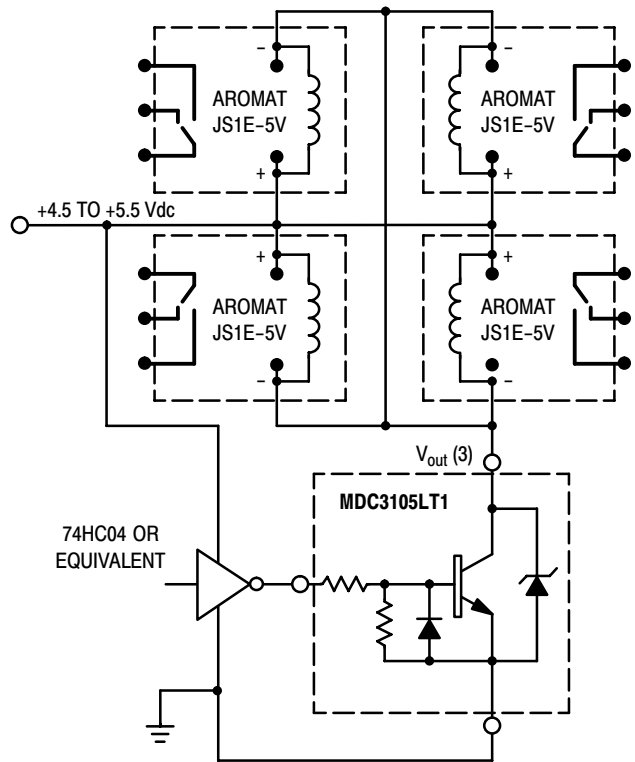 –
–
AROMAT
JS1E–5V
AROMAT
JS1E–5V
+
+
+4.5 TO +5.5 Vdc
+
+
AROMAT
JS1E–5V
AROMAT
JS1E–5V
–
–
Vout (3)
MDC3105LT1
74HC04 OR
EQUIVALENT